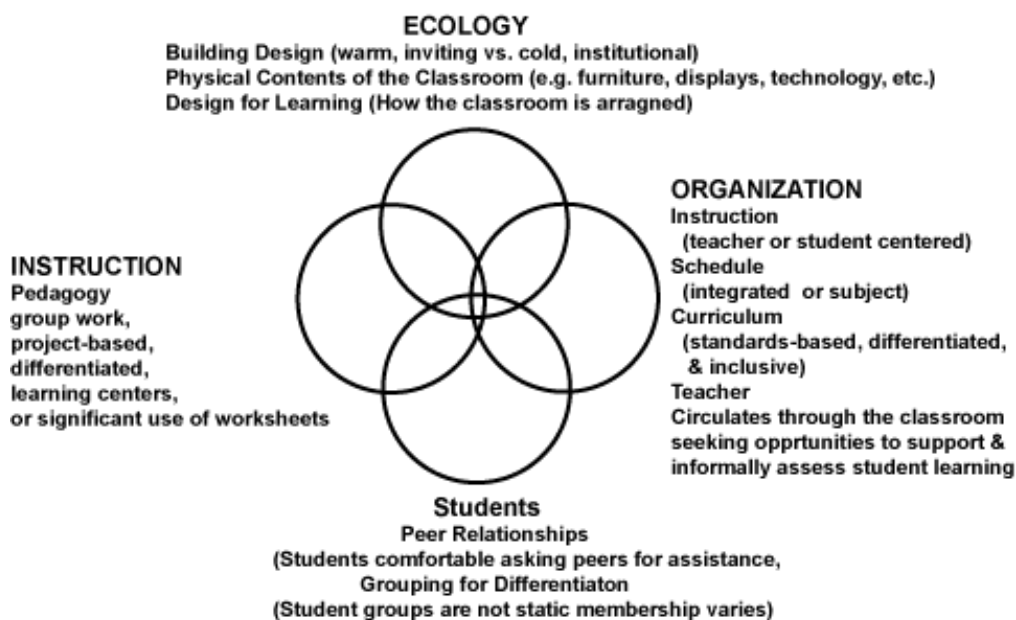 ECOLOGY
Building Design (warm, inviting vs. cold, institutional)
Physical Contents of the Classroom (e.g. furniture, displays, technology, etc.)
Design for Learning (How the classroom is arragned)
ORGANIZATION
Instruction
(teacher or student centered)
Schedule
(integrated or subject)
Curriculum
(standards-based, differentiated,
& inclusive)
Teacher
Circulates through the classroom
seeking opprtunities to support &
informally assess student learning
INSTRUCTION
Pedagogy
group work,
project-based,
differentiated,
learning centers,
or significant use of worksheets
Students
Peer Relationships
(Students comfortable asking peers for assistance,
Grouping for Differentiaton
(Student groups are not static membership varies)